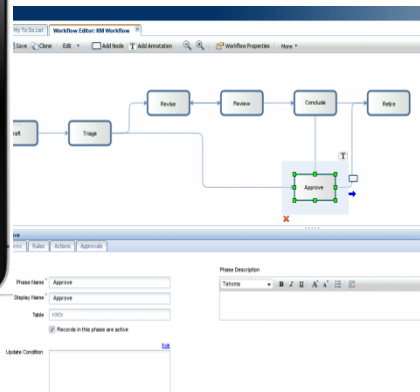 My To Do List Workflow Editor: KM Workflow
Save Clone Edit Add Node T Add Annotation Workflow Properties More
Revise Review Conclude Retire
raft Triage
T
Approve
Rules Actions Approvals
Phase Name * Approve
Display Name * Approve
Table
Records in this phase are active
Edit
Update Condition
Phase Description
Tahoma B I U A A